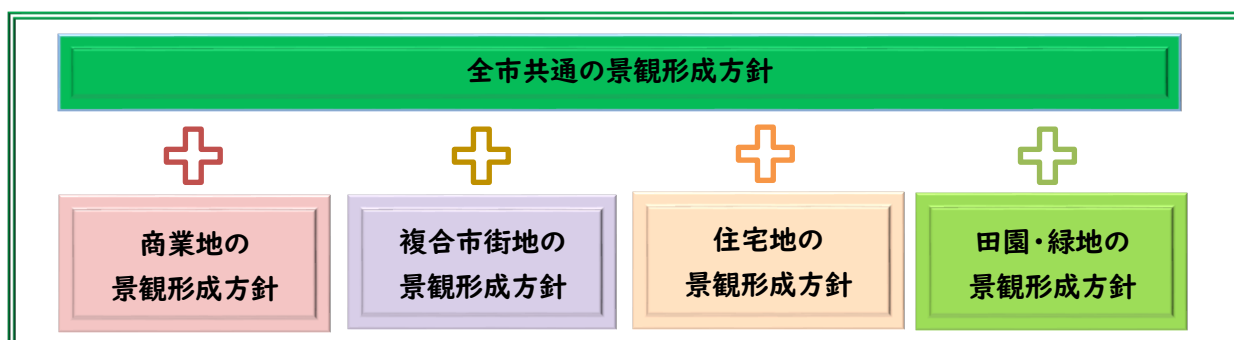 全市共通の景観形成方針
商業地の
景観形成方針
複合市街地の
景観形成方針
住宅地の
景観形成方針
田園・緑地の
景観形成方針